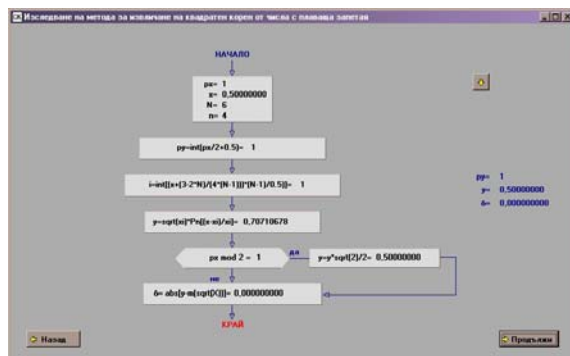 Изследване на метода за извличане на квадратен корен от числа с плаваща запетая
НАЧАЛО
px= 1
x= 0,50000000
N= 6
n= 4
py=int(px/2+0.5)= 1
i=int[(x+(3-2*N)/(4*(N-1)))*(N-1)/0.5)]= 1
y=sqrt(xi)*Pn[(x-xi)/xi]= 0,70710678
px mod 2 = 1
да
y=y*sqrt(2)/2= 0,50000000
не
δ= abs[y-m(sqrt(X))]= 0,000000000
КРАЙ
py= 1
y= 0,50000000
δ= 0,000000000
Назад
Продължи